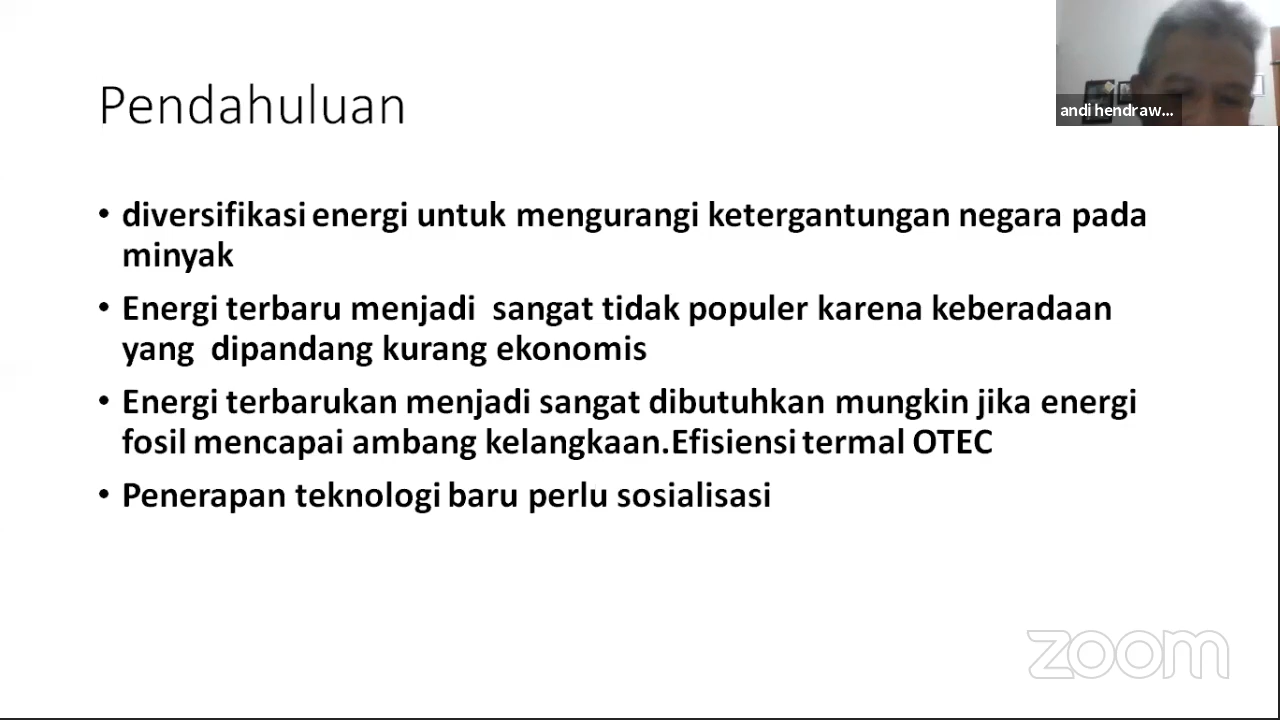 Pendahuluan
andi hendraw...
• diversifikasi energi untuk mengurangi ketergantungan negara pada
minyak
• Energi terbaru menjadi  sangat tidak populer karena keberadaan
yang  dipandang kurang ekonomis
• Energi terbarukan menjadi sangat dibutuhkan mungkin jika energi
fosil mencapai ambang kelangkaan.Efisiensi termal OTEC
• Penerapan teknologi baru perlu sosialisasi
zoom